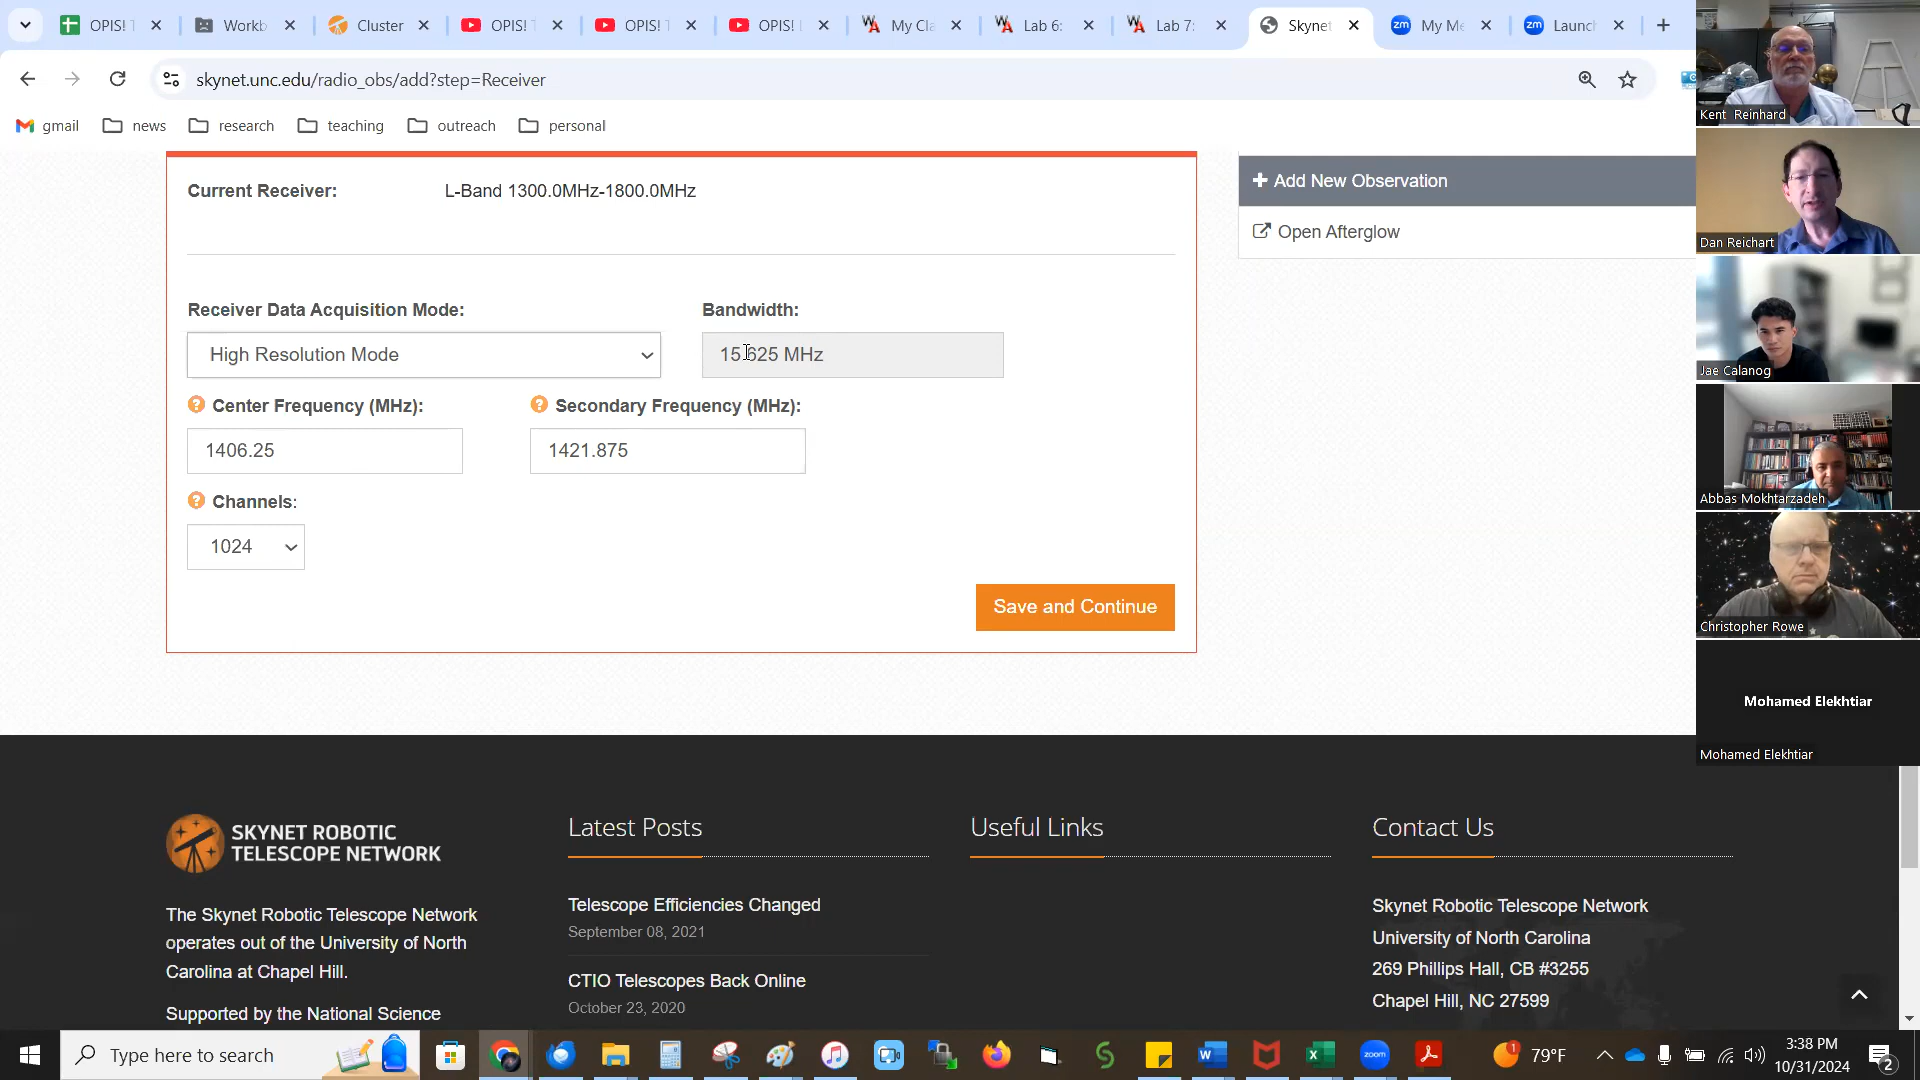 OPIS! T
Workb
Cluster
OPIS! T
OPIS! T
OPIS! L
My Cla
Lab 6:
Lab 7:
Skynet
My Me
Launc
skynet.unc.edu/radio_obs/add?step=Receiver
gmail
news
research
teaching
outreach
personal
Current Receiver:
L-Band 1300.0MHz-1800.0MHz
Receiver Data Acquisition Mode:
Bandwidth:
High Resolution Mode
15.625 MHz
Center Frequency (MHz):
Secondary Frequency (MHz):
1406.25
1421.875
Channels:
1024
Save and Continue
Add New Observation
Open Afterglow
Kent Reinhard
Dan Reichart
Jae Calanog
Abbas Mokhtarzadeh
Christopher Rowe
Mohamed Elekhtiar
Mohamed Elekhtiar
SKYNET ROBOTIC
TELESCOPE NETWORK
The Skynet Robotic Telescope Network
operates out of the University of North
Carolina at Chapel Hill.
Supported by the National Science
Latest Posts
Telescope Efficiencies Changed
September 08, 2021
CTIO Telescopes Back Online
October 23, 2020
Useful Links
Contact Us
Skynet Robotic Telescope Network
University of North Carolina
269 Phillips Hall, CB #3255
Chapel Hill, NC 27599
Type here to search
zoom
79°F
3:38 PM
10/31/2024
2